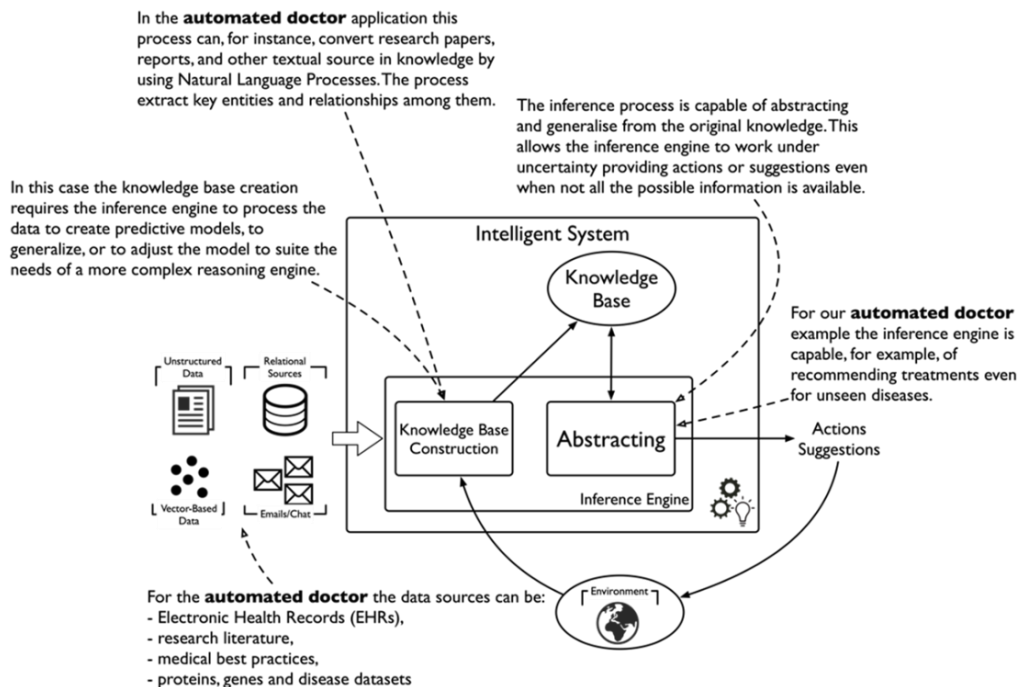 In the automated doctor application this
process can, for instance, convert research papers,
reports, and other textual source in knowledge by
using Natural Language Processes. The process
extract key entities and relationships among them.
The inference process is capable of abstracting
and generalise from the original knowledge. This
allows the inference engine to work under
uncertainty providing actions or suggestions even
when not all the possible information is available.
In this case the knowledge base creation
requires the inference engine to process the
data to create predictive models, to
generalize, or to adjust the model to suite the
needs of a more complex reasoning engine.
Intelligent System
Knowledge
Base
For our automated doctor
example the inference engine is
capable, for example, of
recommending treatments even
for unseen diseases.
Unstructured
Data
Relational
Sources
Knowledge Base
Construction
Abstracting
Actions
Suggestions
Inference Engine
Vector-Based
Data
Emails/Chat
Environment
For the automated doctor the data sources can be:
- Electronic Health Records (EHRs),
- research literature,
- medical best practices,
- proteins, genes and disease datasets